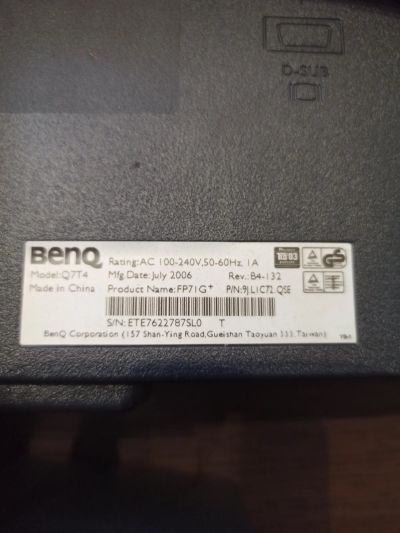 D-SUB
BenQ
Rating:AC 100-240V,50-60Hz, 1A
Model:Q7T4
Mfg.Date:July 2006
Rev.:B4-132
Made in China
Product Name:FP71G+
P/N:9J.L1C72.QSE
S/N:ETE7622787SL0 T
BenQ Corporation (157 Shan-Ying Road,Gueishan Taoyuan 333,Taiwan)